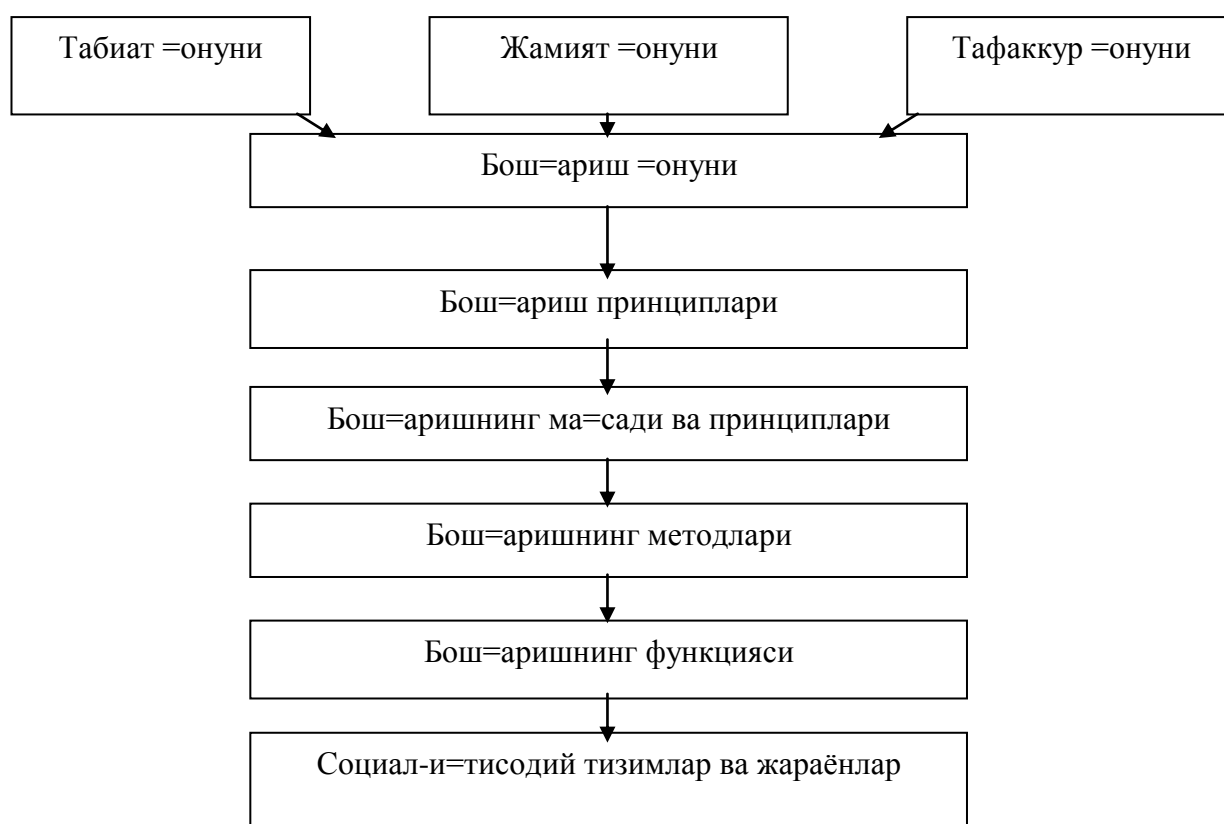 Табиат =онуни
Жамият =онуни
Тафаккур =онуни
Бош=ариш =онуни
Бош=ариш принциплари
Бош=аришнинг ма=сади ва принциплари
Бош=аришнинг методлари
Бош=аришнинг функцияси
Социал-и=тисодий тизимлар ва жараёнлар